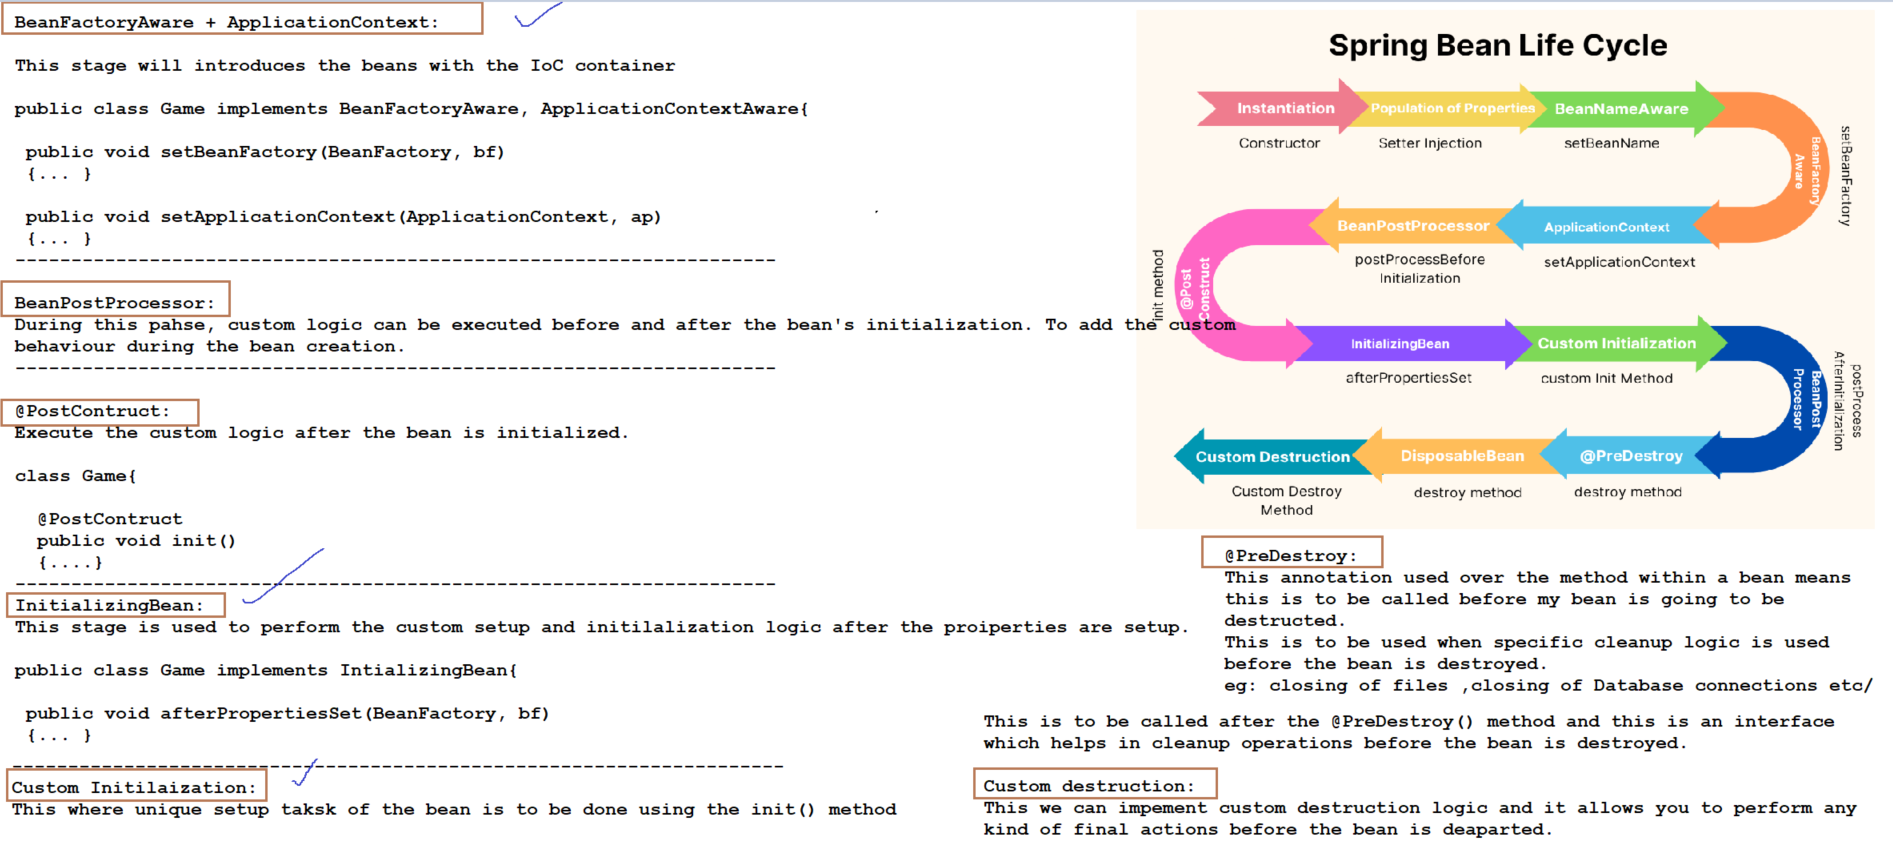 BeanFactoryAware + ApplicationContext:
This stage will introduces the beans with the IoC container
public class Game implements BeanFactoryAware, ApplicationContextAware{
public void setBeanFactory(BeanFactory, bf)
{... }
public void setApplicationContext(ApplicationContext, ap)
{... }
----------------------------------------------------------------------
BeanPostProcessor:
During this pahse, custom logic can be executed before and after the bean's initialization. To add the custom
behaviour during the bean creation.
----------------------------------------------------------------------
@PostContruct:
Execute the custom logic after the bean is initialized.
class Game{
@PostContruct
public void init()
{....}
----------------------------------------------------------------------
InitializingBean:
This stage is used to perform the custom setup and initilalization logic after the proiperties are setup.
public class Game implements IntializingBean{
public void afterPropertiesSet(BeanFactory, bf)
{... }
----------------------------------------------------------------------
Custom Initilaization:
This where unique setup taksk of the bean is to be done using the init() method
Spring Bean Life Cycle
Instantiation
Population of Properties
BeanNameAware
Constructor
Setter Injection
setBeanName
BeanFactory
Aware
setBeanFactory
BeanPostProcessor
ApplicationContext
postProcessBefore
Initialization
setApplicationContext
init method
@Post
Construct
InitializingBean
Custom Initialization
afterPropertiesSet
custom Init Method
BeanPost
Processor
postProcess
AfterInitialization
Custom Destruction
DisposableBean
@PreDestroy
Custom Destroy
Method
destroy method
destroy method
@PreDestroy:
This annotation used over the method within a bean means
this is to be called before my bean is going to be
destructed.
This is to be used when specific cleanup logic is used
before the bean is destroyed.
eg: closing of files ,closing of Database connections etc/
This is to be called after the @PreDestroy() method and this is an interface
which helps in cleanup operations before the bean is destroyed.
Custom destruction:
This we can impement custom destruction logic and it allows you to perform any
kind of final actions before the bean is deaparted.